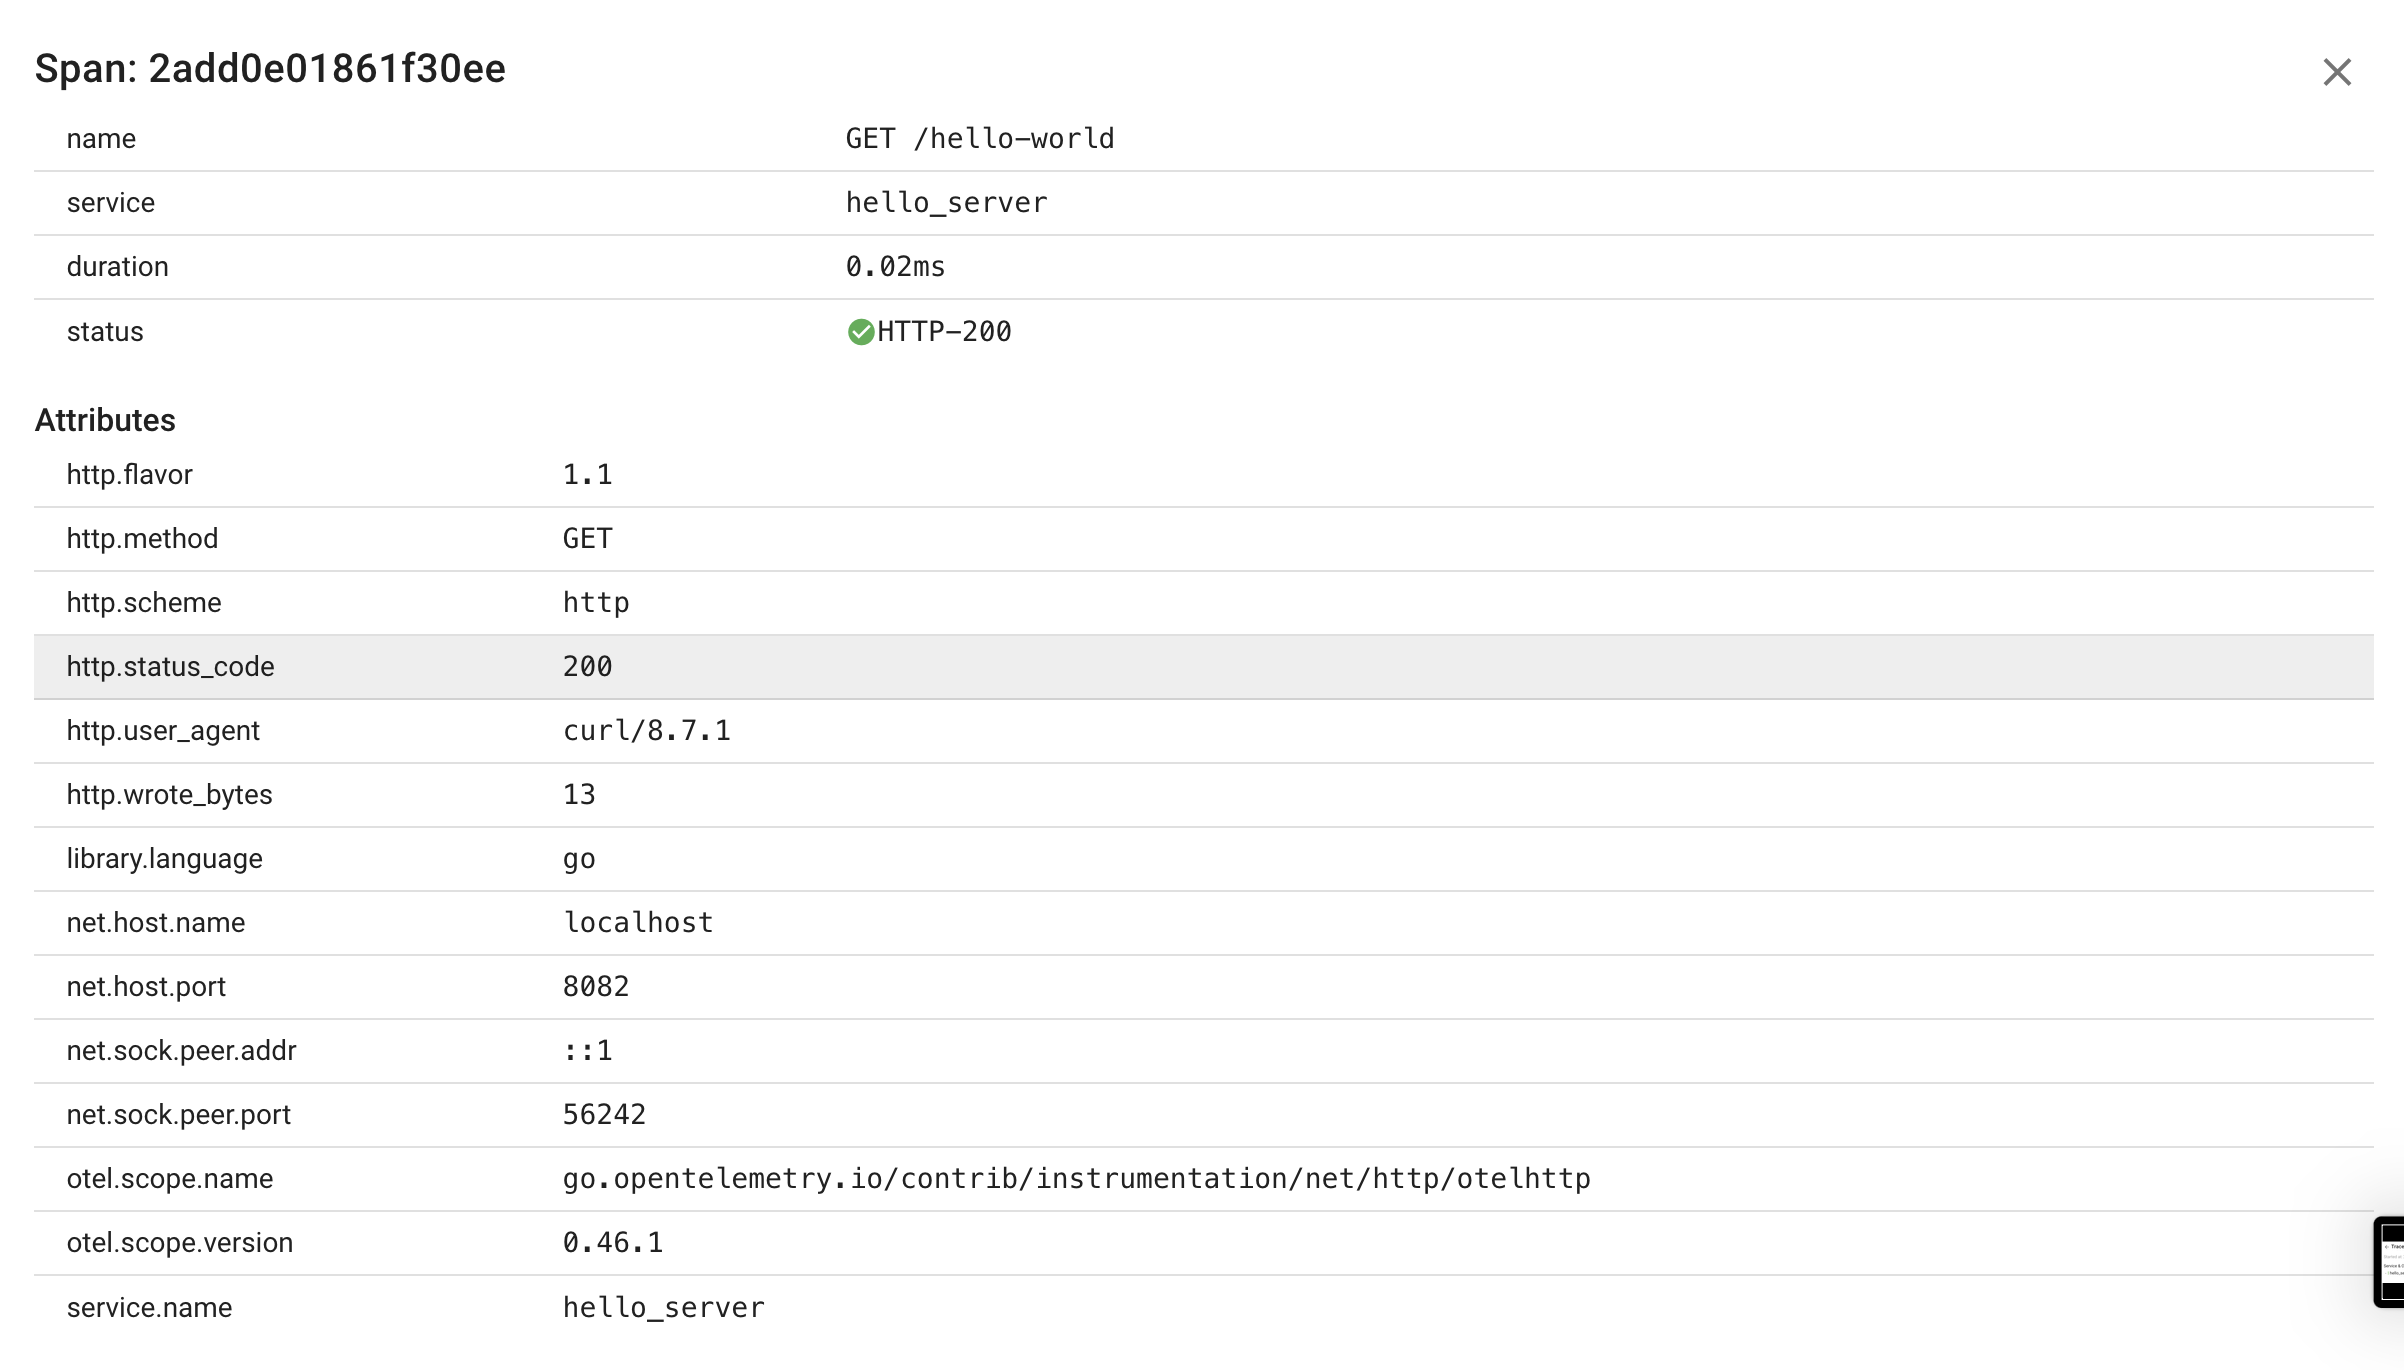 Span: 2add0e01861f30ee
name GET /hello-world
service hello_server
duration 0.02ms
status HTTP-200
Attributes
http.flavor 1.1
http.method GET
http.scheme http
http.status_code 200
http.user_agent curl/8.7.1
http.wrote_bytes 13
library.language go
net.host.name localhost
net.host.port 8082
net.sock.peer.addr ::1
net.sock.peer.port 56242
otel.scope.name go.opentelemetry.io/contrib/instrumentation/net/http/otelhttp
otel.scope.version 0.46.1
service.name hello_server